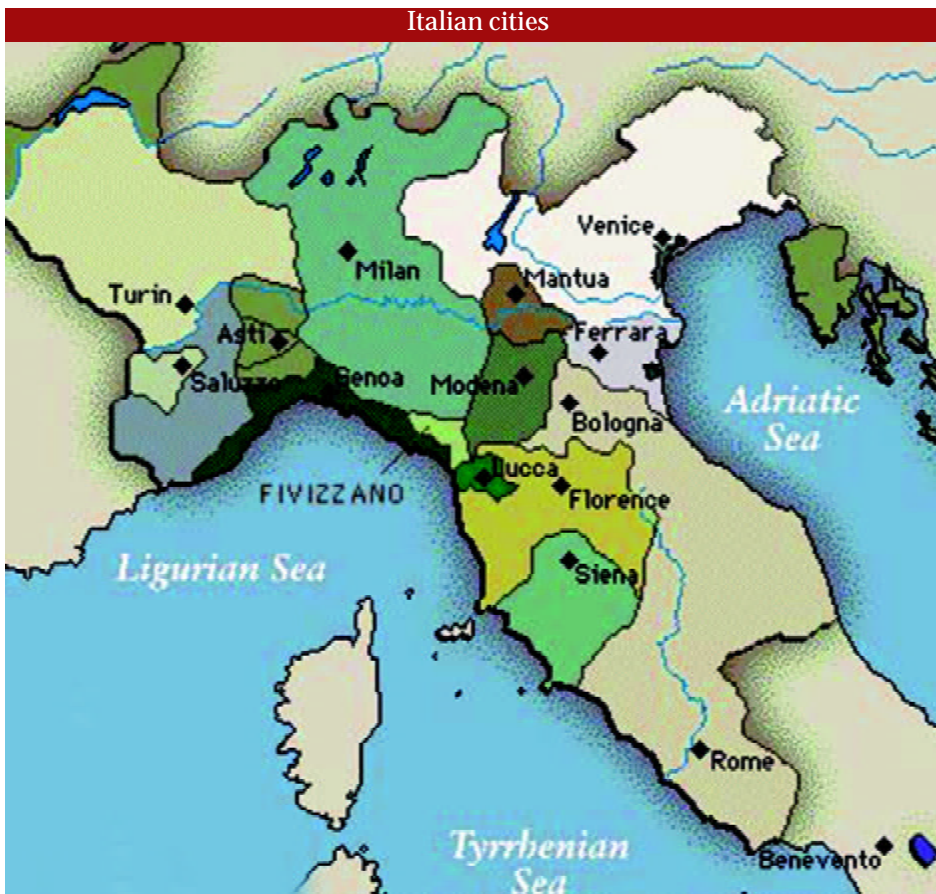 Italian cities
Venice
Milan
Mantua
Turin
Asti
Ferrara
Saluzzo
Genoa
Modena
Adriatic
Sea
Bologna
Lucca
FIVIZZANO
Florence
Ligurian Sea
Siena
Rome
Tyrrhenian
Sea
Benevento